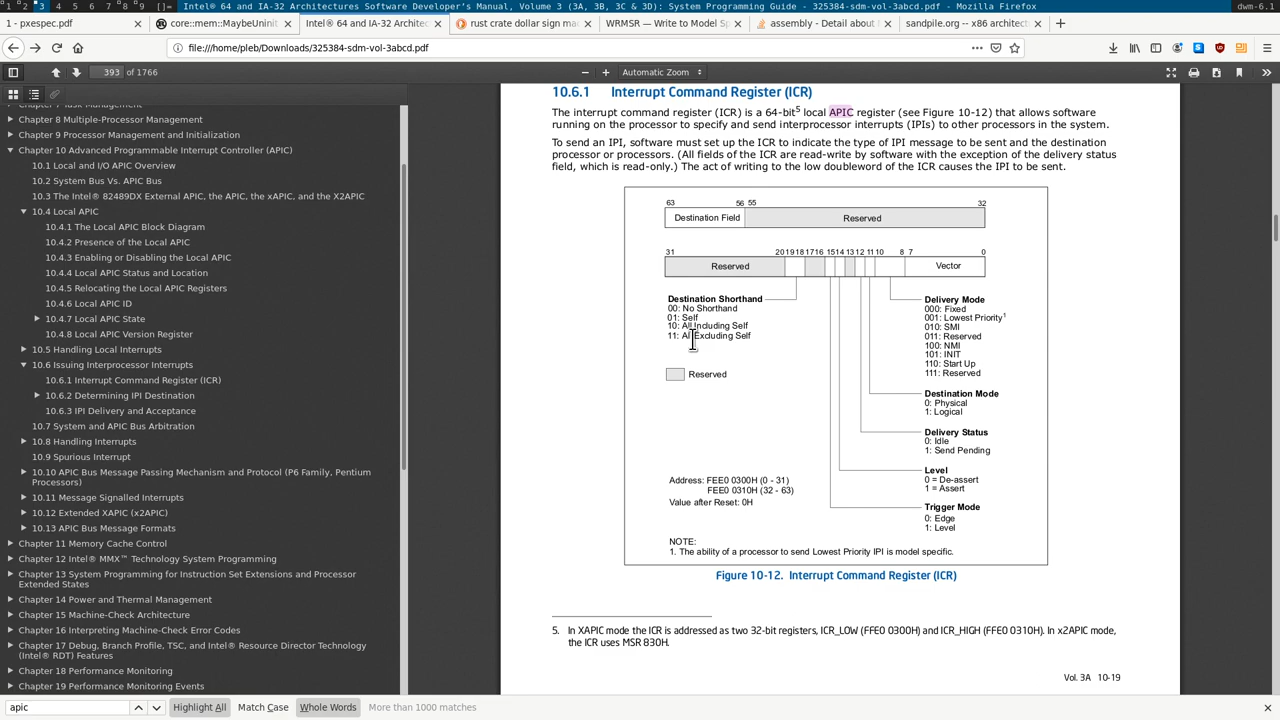 1 2 3 4 5 6 7 8 9 []= Intel® 64 and IA-32 Architectures Software Developer's Manual, Volume 3 (3A, 3B, 3C & 3D): System Programming Guide - 325384-sdm-vol-3abcd.pdf - Mozilla Firefox dwm-6.1
1 - pxespec.pdf
core::mem::MaybeUninit
Intel® 64 and IA-32 Architec
rust crate dollar sign ma
WRMSR — Write to Model Sp
assembly - Detail about M
sandpile.org -- x86 architect
file:///home/pleb/Downloads/325384-sdm-vol-3abcd.pdf
393 of 1766
Automatic Zoom
Chapter 7 Task Management
Chapter 8 Multiple-Processor Management
Chapter 9 Processor Management and Initialization
Chapter 10 Advanced Programmable Interrupt Controller (APIC)
10.1 Local and I/O APIC Overview
10.2 System Bus Vs. APIC Bus
10.3 The Intel® 82489DX External APIC, the APIC, the xAPIC, and the X2APIC
10.4 Local APIC
10.4.1 The Local APIC Block Diagram
10.4.2 Presence of the Local APIC
10.4.3 Enabling or Disabling the Local APIC
10.4.4 Local APIC Status and Location
10.4.5 Relocating the Local APIC Registers
10.4.6 Local APIC ID
10.4.7 Local APIC State
10.4.8 Local APIC Version Register
10.5 Handling Local Interrupts
10.6 Issuing Interprocessor Interrupts
10.6.1 Interrupt Command Register (ICR)
10.6.2 Determining IPI Destination
10.6.3 IPI Delivery and Acceptance
10.7 System and APIC Bus Arbitration
10.8 Handling Interrupts
10.9 Spurious Interrupt
10.10 APIC Bus Message Passing Mechanism and Protocol (P6 Family, Pentium
Processors)
10.11 Message Signalled Interrupts
10.12 Extended XAPIC (x2APIC)
10.13 APIC Bus Message Formats
Chapter 11 Memory Cache Control
Chapter 12 Intel® MMX™ Technology System Programming
Chapter 13 System Programming for Instruction Set Extensions and Processor
Extended States
Chapter 14 Power and Thermal Management
Chapter 15 Machine-Check Architecture
Chapter 16 Interpreting Machine-Check Error Codes
Chapter 17 Debug, Branch Profile, TSC, and Intel® Resource Director Technology
(Intel® RDT) Features
Chapter 18 Performance Monitoring
Chapter 19 Performance Monitoring Events
10.6.1 Interrupt Command Register (ICR)
The interrupt command register (ICR) is a 64-bit5 local APIC register (see Figure 10-12) that allows software
running on the processor to specify and send interprocessor interrupts (IPIs) to other processors in the system.
To send an IPI, software must set up the ICR to indicate the type of IPI message to be sent and the destination
processor or processors. (All fields of the ICR are read-write by software with the exception of the delivery status
field, which is read-only.) The act of writing to the low doubleword of the ICR causes the IPI to be sent.
63 56 55 32
Destination Field Reserved
31 20 19 18 17 16 15 14 13 12 11 10 8 7 0
Reserved Vector
Destination Shorthand
00: No Shorthand
01: Self
10: All Including Self
11: All Excluding Self
Reserved
Delivery Mode
000: Fixed
001: Lowest Priority1
010: SMI
011: Reserved
100: NMI
101: INIT
110: Start Up
111: Reserved
Destination Mode
0: Physical
1: Logical
Delivery Status
0: Idle
1: Send Pending
Level
0 = De-assert
1 = Assert
Trigger Mode
0: Edge
1: Level
Address: FEE0 0300H (0 - 31)
FEE0 0310H (32 - 63)
Value after Reset: 0H
NOTE:
1. The ability of a processor to send Lowest Priority IPI is model specific.
Figure 10-12. Interrupt Command Register (ICR)
5. In XAPIC mode the ICR is addressed as two 32-bit registers, ICR_LOW (FFE0 0300H) and ICR_HIGH (FFE0 0310H). In x2APIC mode,
the ICR uses MSR 830H.
Vol. 3A 10-19
apic
Highlight All
Match Case
Whole Words
More than 1000 matches